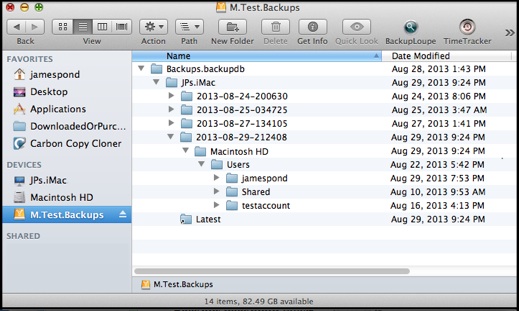 M.Test.Backups
Back View Action Path New Folder Delete Get Info Quick Look BackupLoupe TimeTracker
FAVORITES
jamespond
Desktop
Applications
DownloadedOrPurc...
Carbon Copy Cloner
DEVICES
JPs.iMac
Macintosh HD
M.Test.Backups
SHARED
Name Date Modified
Backups.backupdb Aug 28, 2013 1:43 PM
JPs.iMac Aug 29, 2013 9:24 PM
2013-08-24-200630 Aug 24, 2013 8:06 PM
2013-08-25-034725 Aug 25, 2013 3:47 AM
2013-08-27-134105 Aug 27, 2013 1:41 PM
2013-08-29-212408 Aug 29, 2013 9:24 PM
Macintosh HD Aug 29, 2013 9:24 PM
Users Aug 22, 2013 5:42 PM
jamespond Aug 29, 2013 7:53 PM
Shared Aug 10, 2013 9:53 AM
testaccount Aug 16, 2013 4:13 PM
Latest Aug 29, 2013 9:24 PM
M.Test.Backups
14 items, 82.49 GB available